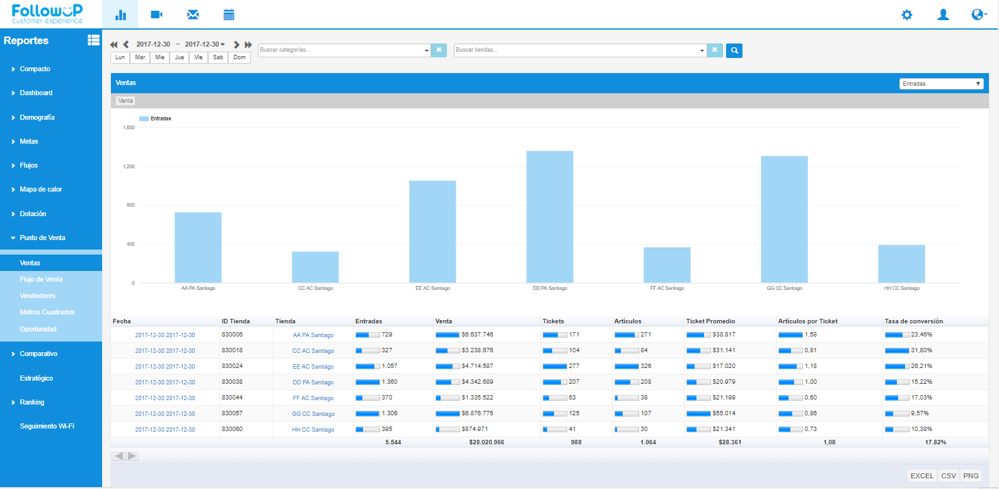 FollowUP
customer experience
Reportes
Compacto
Dashboard
Demografía
Metas
Flujos
Mapa de calor
Dotación
Punto de Venta
Ventas
Flujo de Venta
Vendedores
Metros Cuadrados
Oportunidad
Comparativo
Estratégico
Ranking
Seguimiento Wi-Fi
2017-12-30 ~ 2017-12-30
Lun Mar Mie Jue Vie Sab Dom
Buscar categorías...
Buscar tiendas...
Ventas
Entradas
Venta
Entradas
1,600
1,200
800
400
0
AA PA Santiago CC AC Santiago EE AC Santiago DD PA Santiago FF AC Santiago GG CC Santiago HH CC Santiago
Fecha ID Tienda Tienda Entradas Venta Tickets Artículos Ticket Promedio Artículos por Ticket Tasa de conversión
2017-12-30 2017-12-30 830006 AA PA Santiago 729 $6.637.746 171 271 $38.817 1,58 23,46%
2017-12-30 2017-12-30 830018 CC AC Santiago 327 $3.238.676 104 84 $31.141 0,81 31,80%
2017-12-30 2017-12-30 830024 EE AC Santiago 1.057 $4.714.587 277 326 $17.020 1,18 26,21%
2017-12-30 2017-12-30 830038 DD PA Santiago 1.360 $4.342.689 207 208 $20.979 1,00 15,22%
2017-12-30 2017-12-30 830044 FF AC Santiago 370 $1.335.522 63 38 $21.199 0,60 17,03%
2017-12-30 2017-12-30 830057 GG CC Santiago 1.306 $6.876.775 125 107 $55.014 0,86 9,57%
2017-12-30 2017-12-30 830060 HH CC Santiago 395 $874.971 41 30 $21.341 0,73 10,38%
5.544 $28.020.966 988 1.064 $28.361 1,08 17.82%
EXCEL CSV PNG